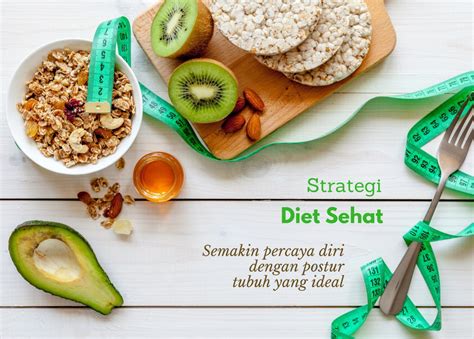 Strategi
Diet Sehat
Semakin percaya diri
dengan postur
tubuh yang ideal